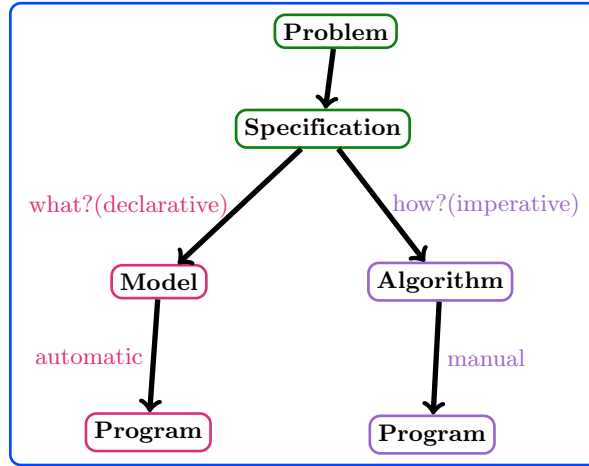 Problem
Specification
what?(declarative)
how?(imperative)
Model
Algorithm
automatic
manual
Program
Program